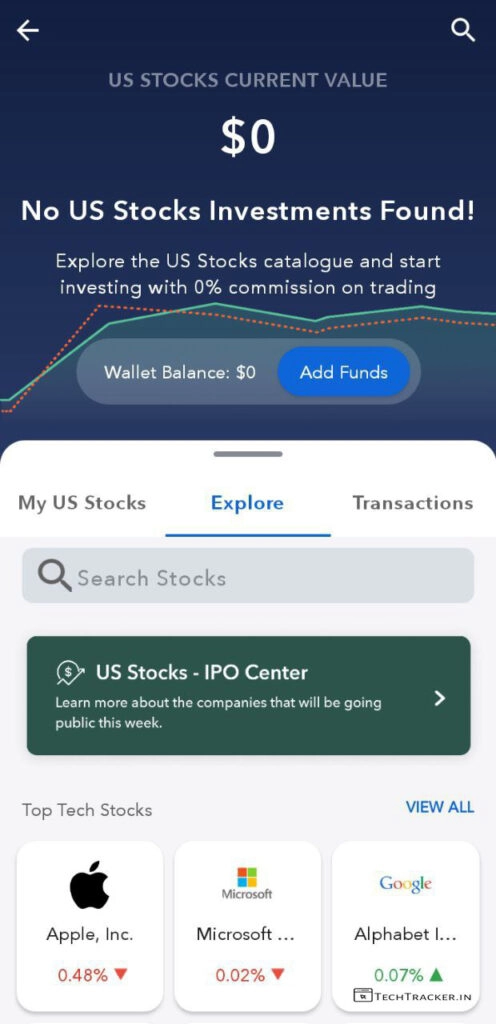 US STOCKS CURRENT VALUE
$0
No US Stocks Investments Found!
Explore the US Stocks catalogue and start
investing with 0% commission on trading
Wallet Balance: $0
Add Funds
My US Stocks
Explore
Transactions
Search Stocks
$
US Stocks - IPO Center
Learn more about the companies that will be going
public this week.
Top Tech Stocks
VIEW ALL
Microsoft
Google
Apple, Inc.
Microsoft ...
Alphabet I...
0.48% ▼
0.02% ▼
0.07% ▲
TECHTRACKER.IN